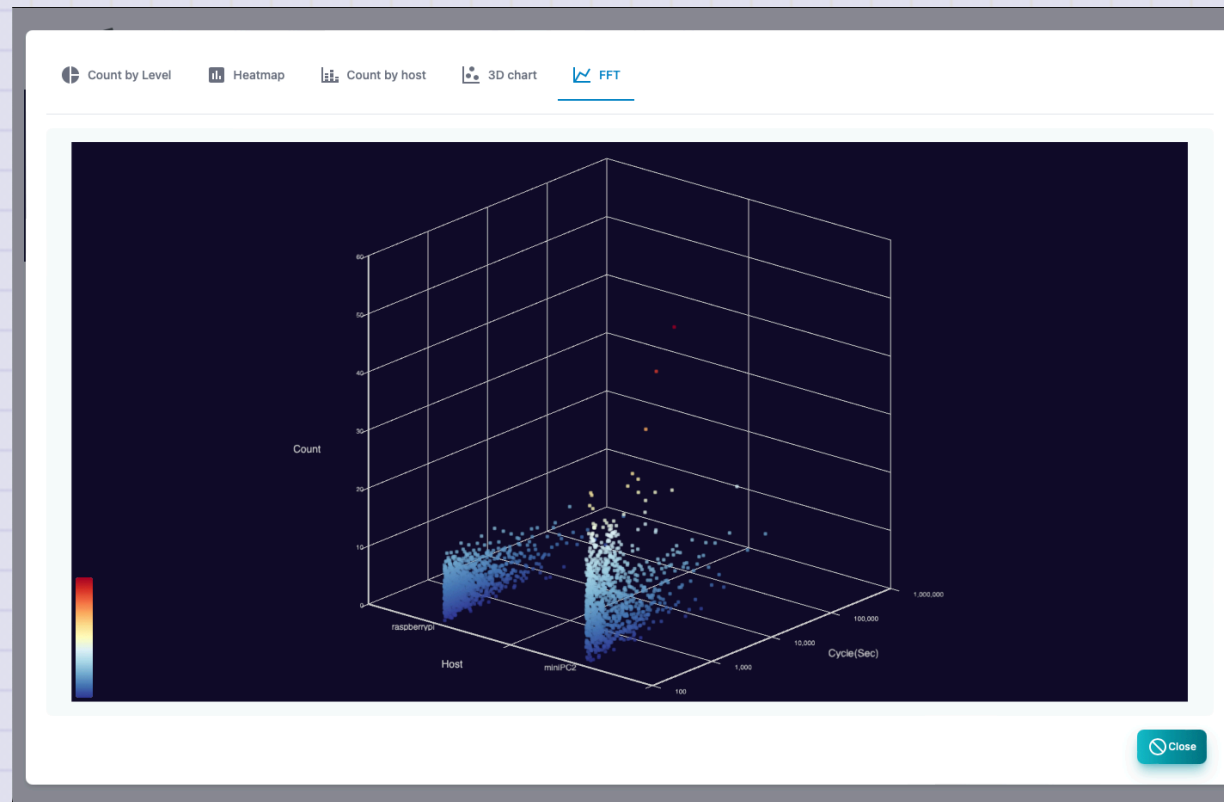 Count by Level
Heatmap
Count by host
3D chart
FFT
60
50
40
30
20
10
0
Count
raspberrypi
Host
miniPC2
100
1,000
10,000
100,000
1,000,000
Cycle(Sec)
Close